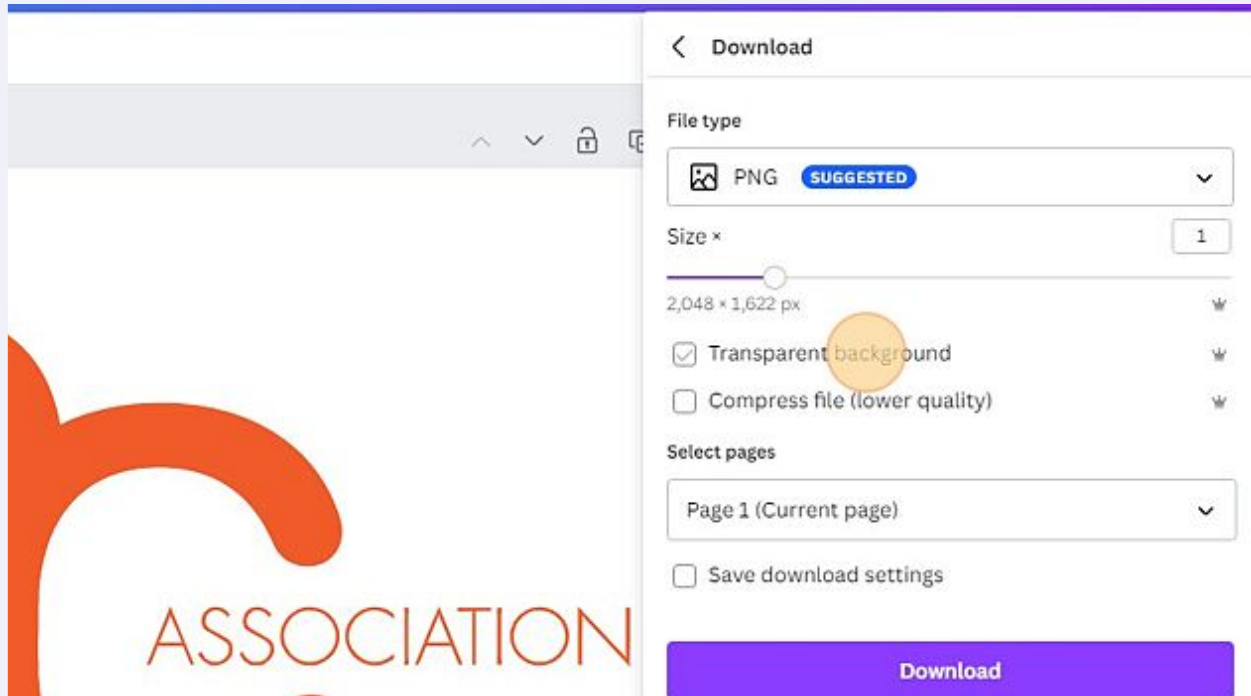 Download
File type
PNG SUGGESTED
Size × 1
2,048 × 1,622 px
Transparent background
Compress file (lower quality)
Select pages
Page 1 (Current page)
Save download settings
Download
ASSOCIATION